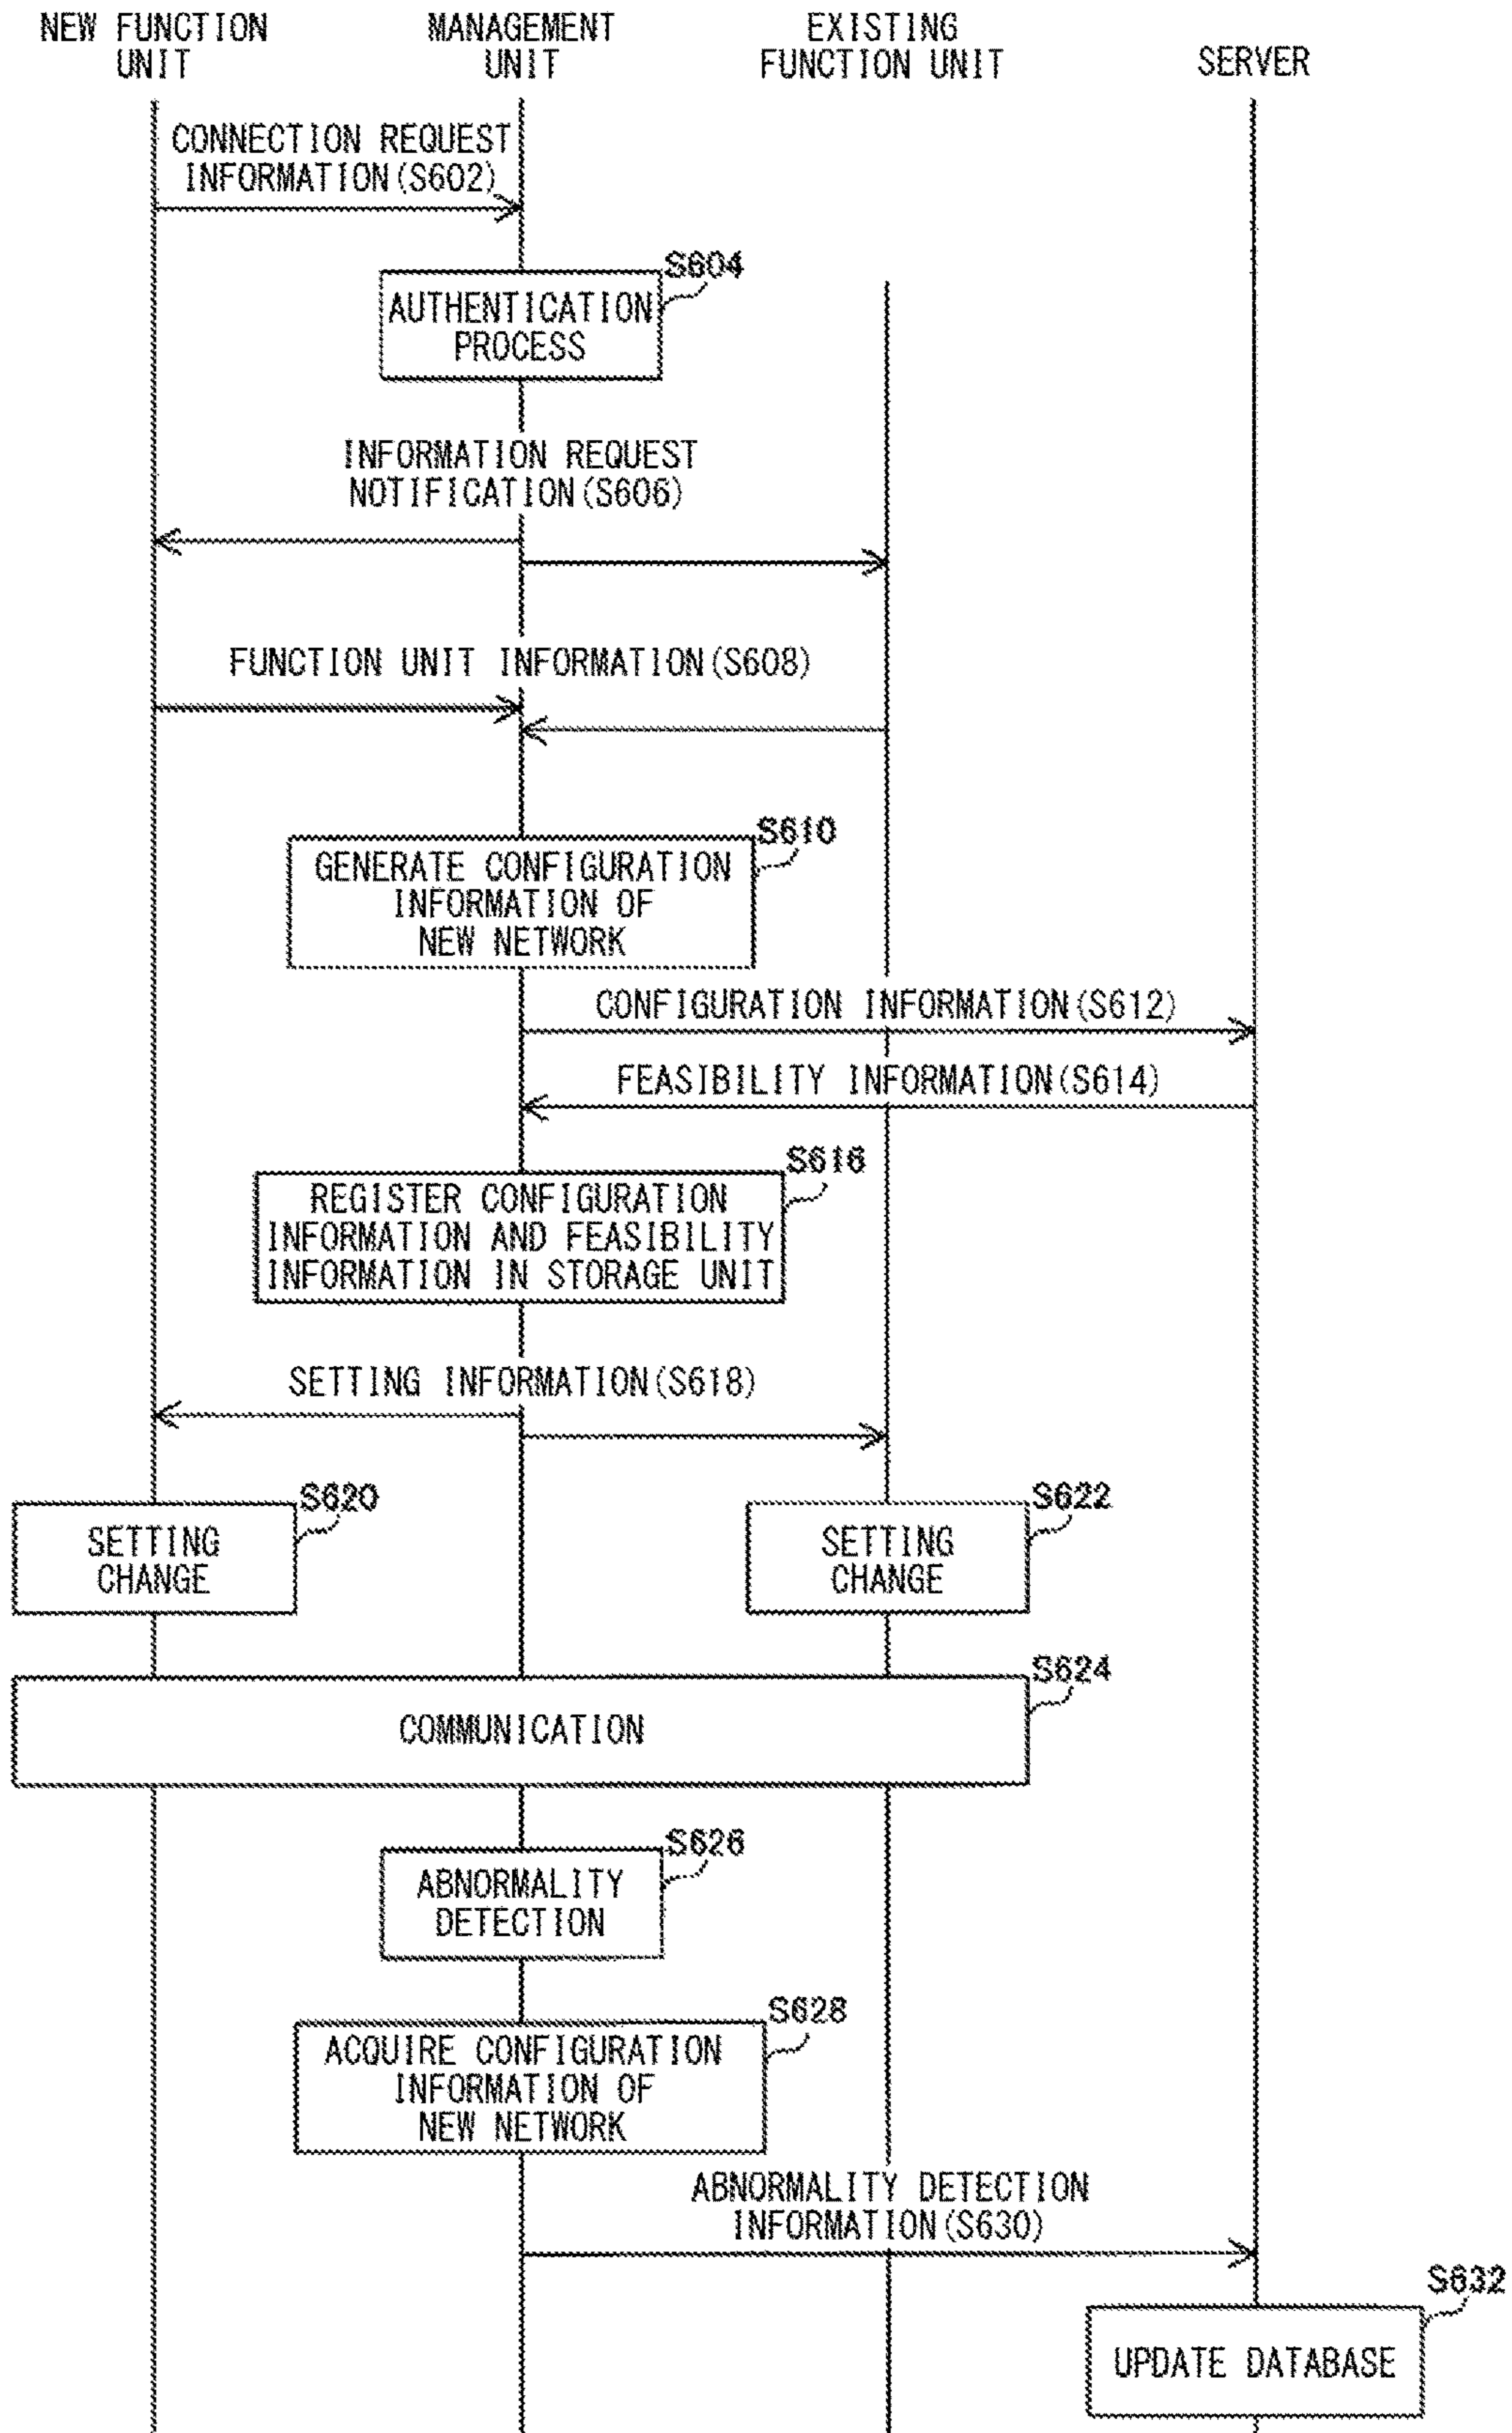 NEW FUNCTION
UNIT
MANAGEMENT
UNIT
EXISTING
FUNCTION UNIT
SERVER
CONNECTION REQUEST
INFORMATION(S602)
S604
AUTHENTICATION
PROCESS
INFORMATION REQUEST
NOTIFICATION(S606)
FUNCTION UNIT INFORMATION(S608)
S610
GENERATE CONFIGURATION
INFORMATION OF
NEW NETWORK
CONFIGURATION INFORMATION(S612)
FEASIBILITY INFORMATION(S614)
S616
REGISTER CONFIGURATION
INFORMATION AND FEASIBILITY
INFORMATION IN STORAGE UNIT
SETTING INFORMATION(S618)
S620
SETTING
CHANGE
S622
SETTING
CHANGE
S624
COMMUNICATION
S626
ABNORMALITY
DETECTION
S628
ACQUIRE CONFIGURATION
INFORMATION OF
NEW NETWORK
ABNORMALITY DETECTION
INFORMATION(S630)
S632
UPDATE DATABASE